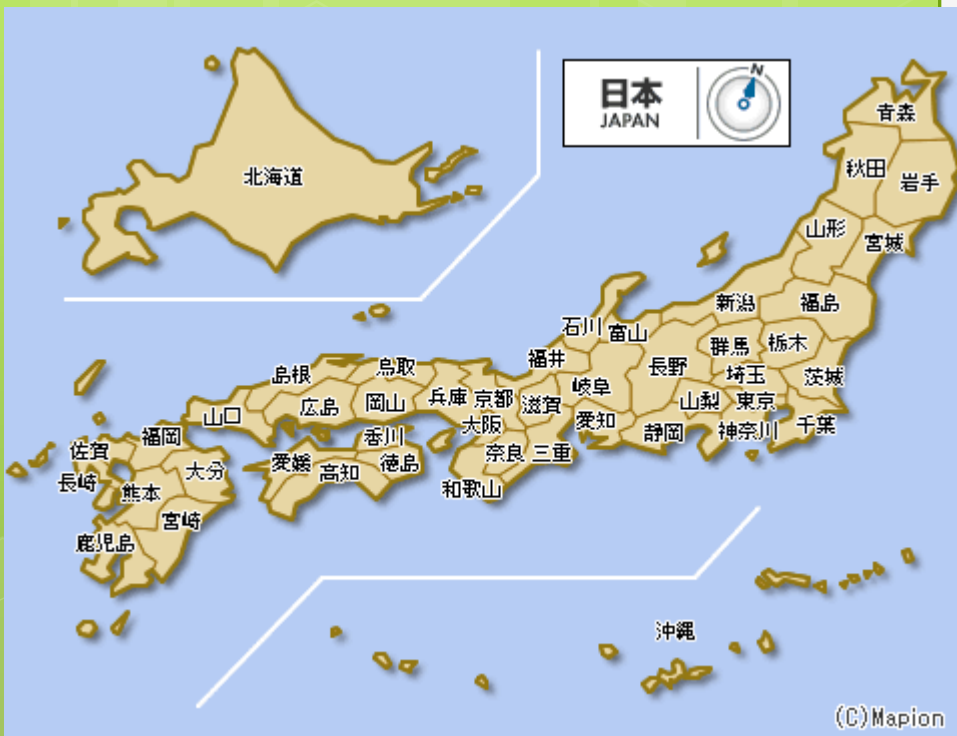 日本
JAPAN
N
北海道
青森
秋田
岩手
山形
宮城
新潟
福島
石川
富山
群馬
栃木
福井
長野
埼玉
茨城
島根
鳥取
岐阜
兵庫
京都
滋賀
山梨
東京
山口
広島
岡山
愛知
千葉
大阪
静岡
神奈川
福岡
香川
佐賀
奈良
三重
愛媛
高知
徳島
大分
長崎
熊本
和歌山
宮崎
鹿児島
沖縄
(C)Mapion